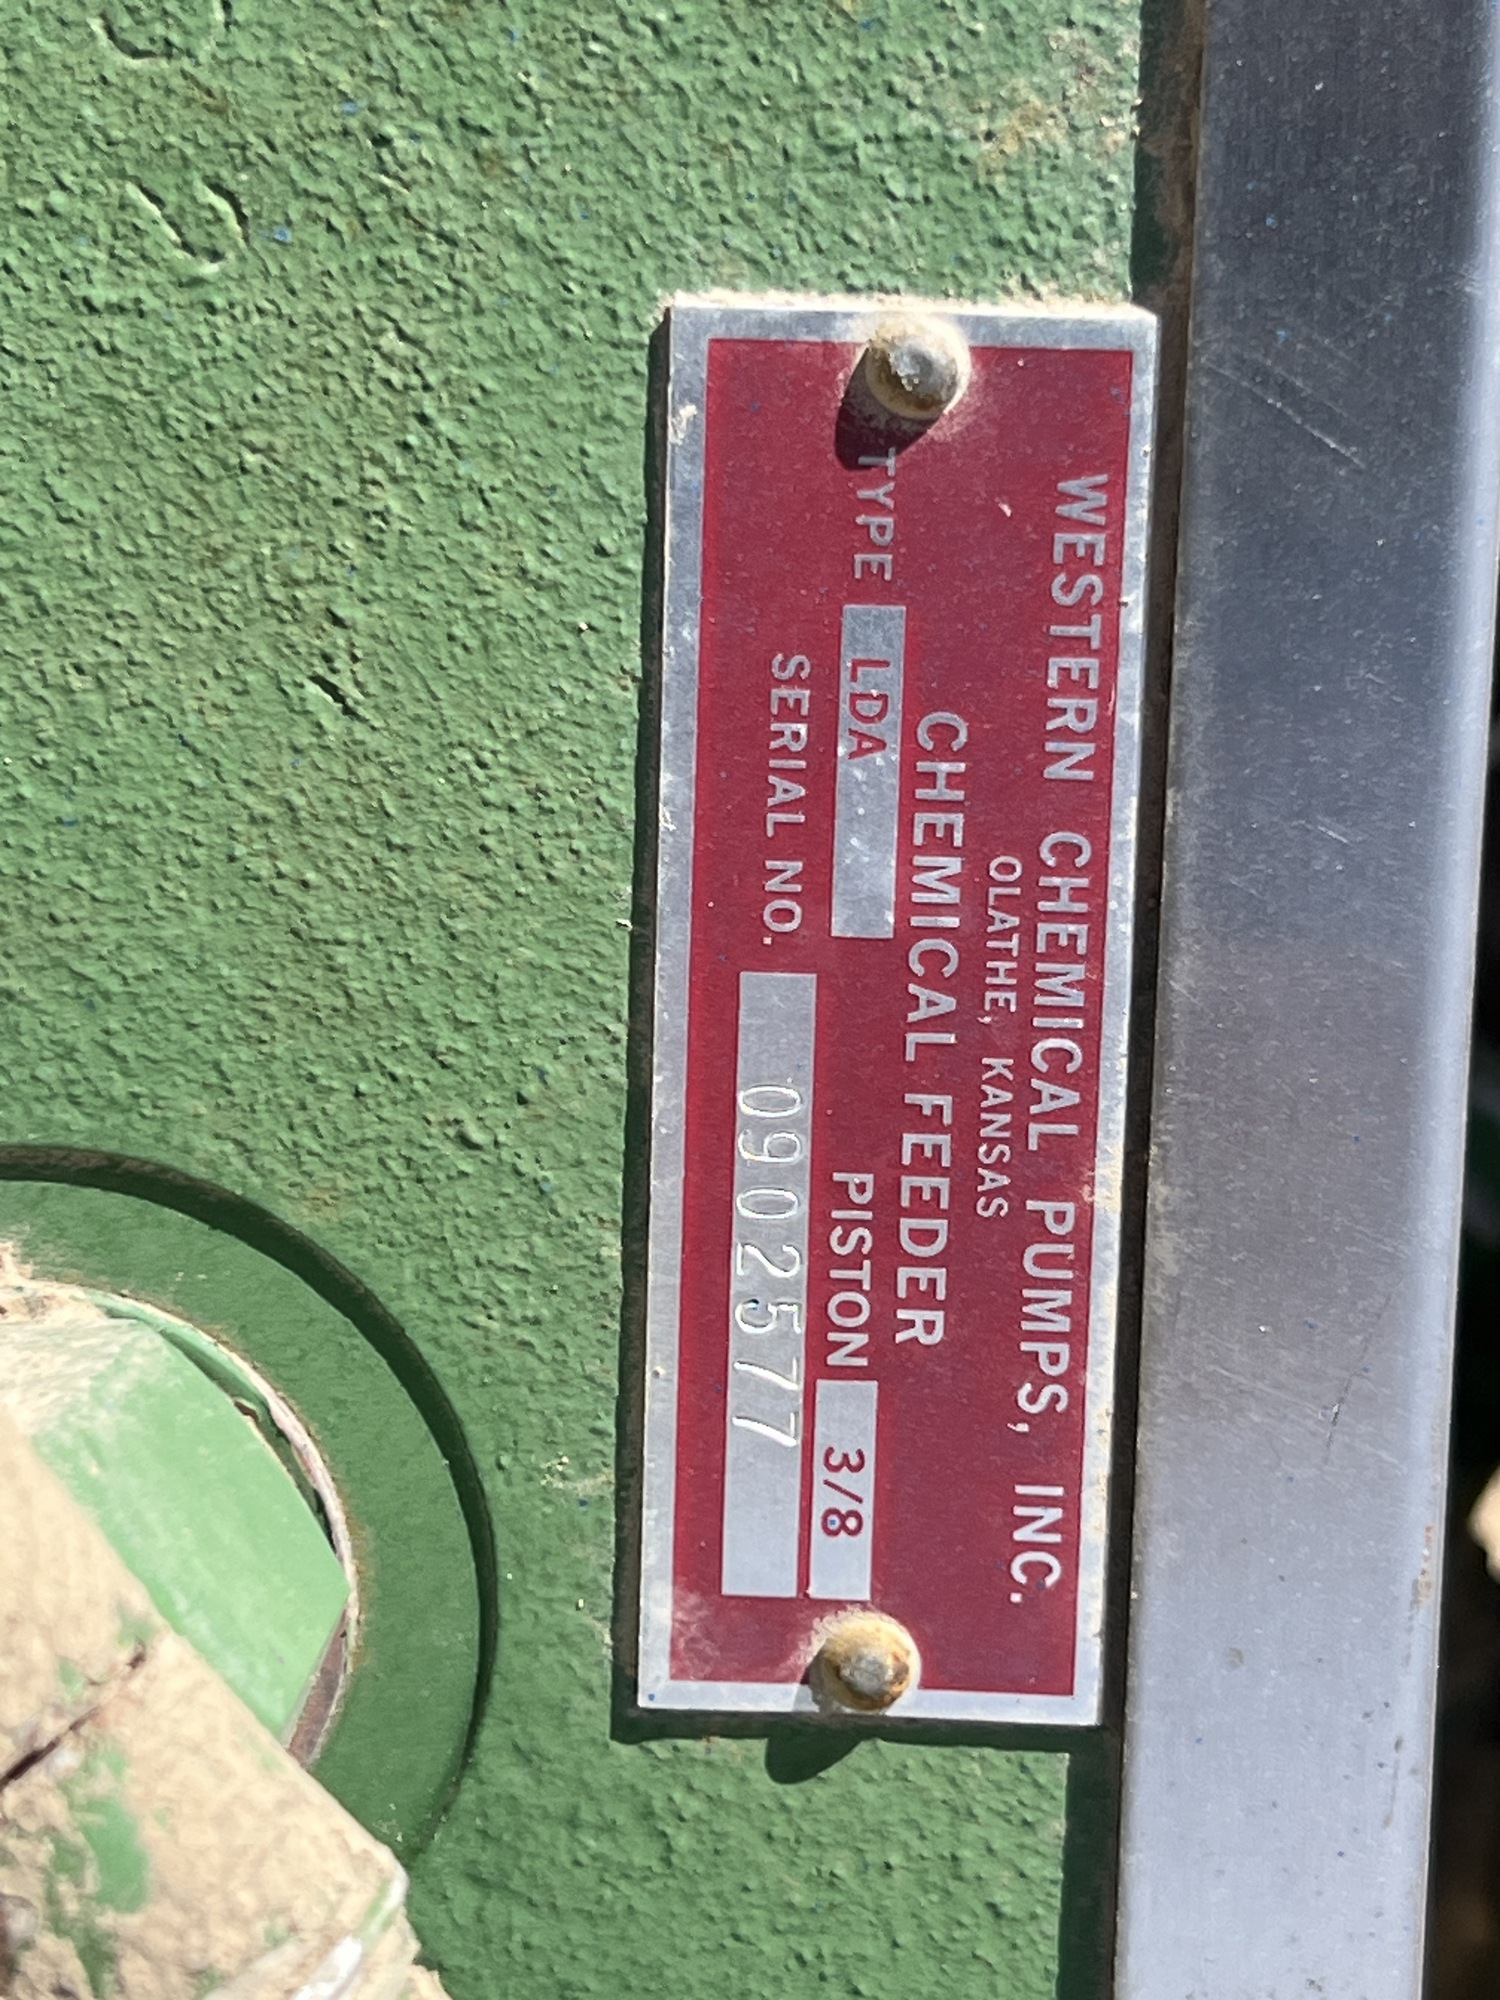 WESTERN CHEMICAL PUMPS, INC.
OLATHE, KANSAS
CHEMICAL FEEDER
TYPE LDA PISTON 3/8
SERIAL NO. 0902577